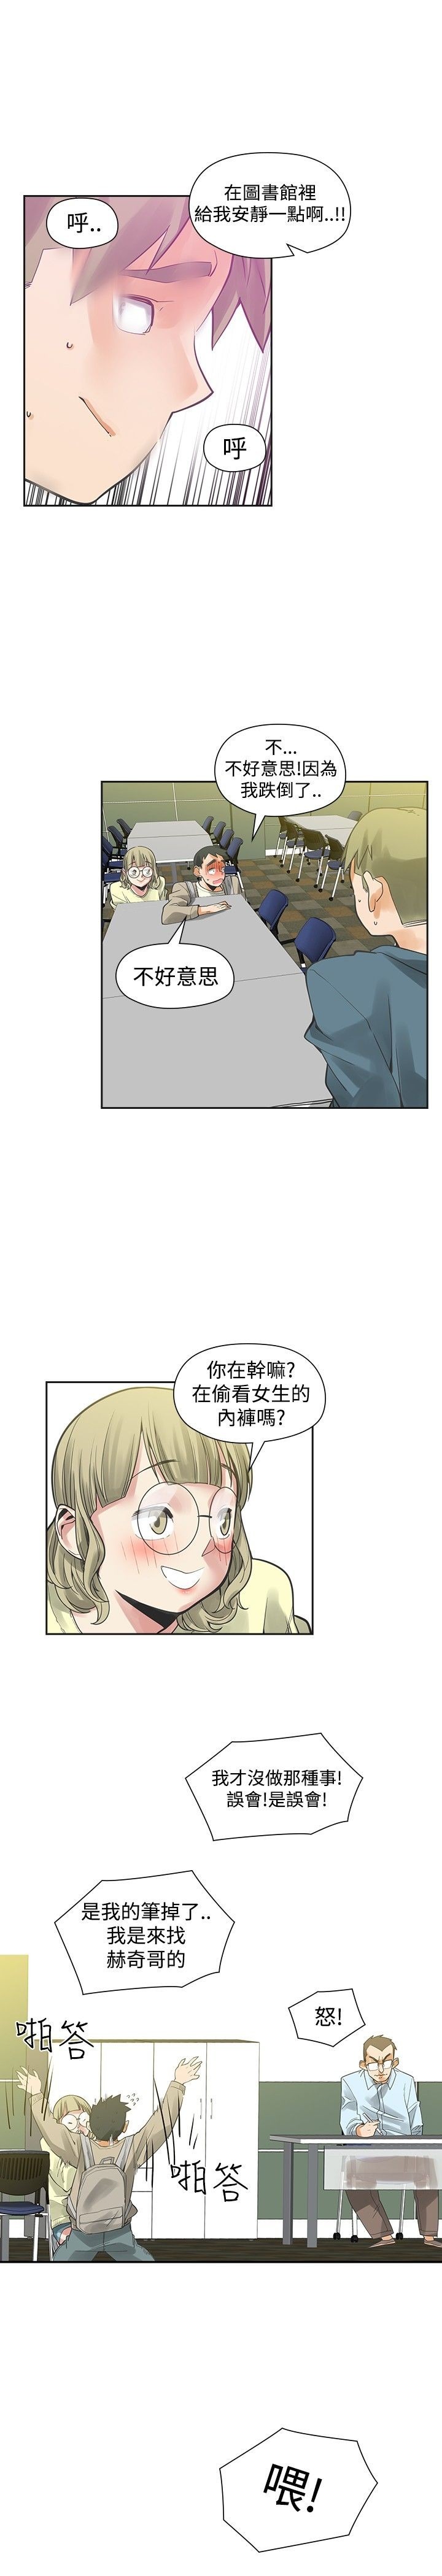 在圖書館裡
給我安靜一點啊..!!
呼..
呼
不...
不好意思!因為
我跌倒了..
不好意思
你在幹嘛?
在偷看女生的
內褲嗎?
我才沒做那種事!
誤會!是誤會!
是我的筆掉了..
我是來找
赫奇哥的
怒!
啪答
啪答
喂!